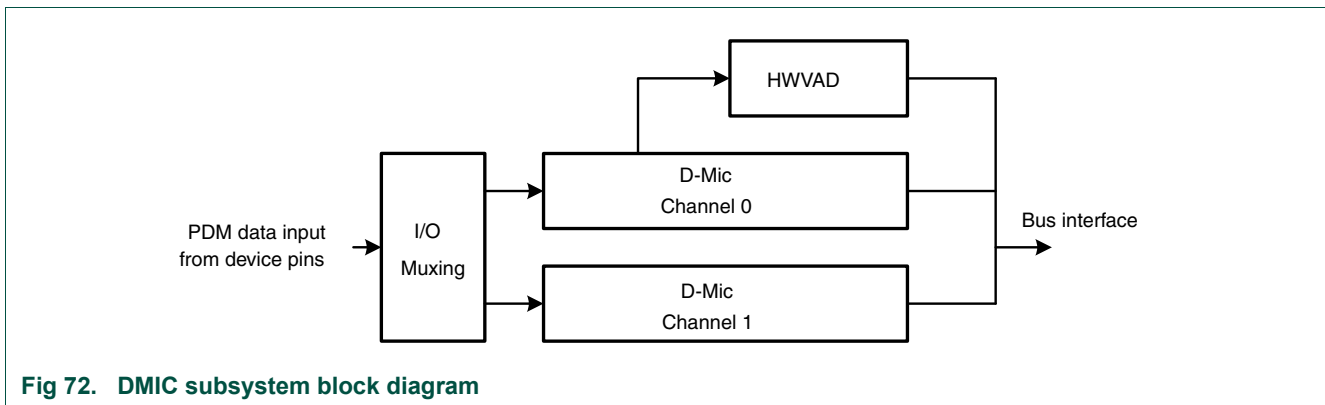 HWVAD
D-Mic
Channel 0
PDM data input
from device pins
I/O
Muxing
Bus interface
D-Mic
Channel 1
Fig 72. DMIC subsystem block diagram